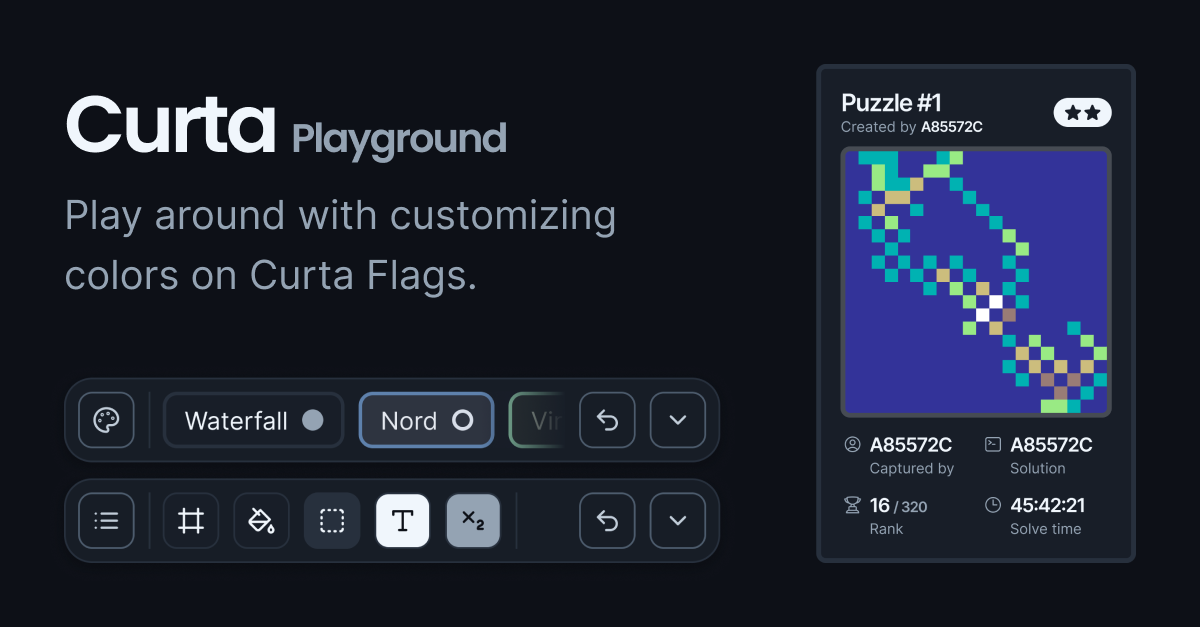 Curta Playground
Play around with customizing
colors on Curta Flags.
Waterfall
Nord
T
×₂
Puzzle #1
Created by A85572C
A85572C
Captured by
A85572C
Solution
16 / 320
Rank
45:42:21
Solve time